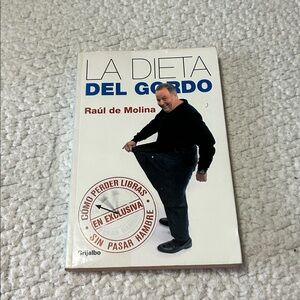 LA DIETA
DEL GORDO
Raúl de Molina
CÓMO PERDER LIBRAS
EN EXCLUSIVA
SIN PASAR HAMBRE
Grijalbo